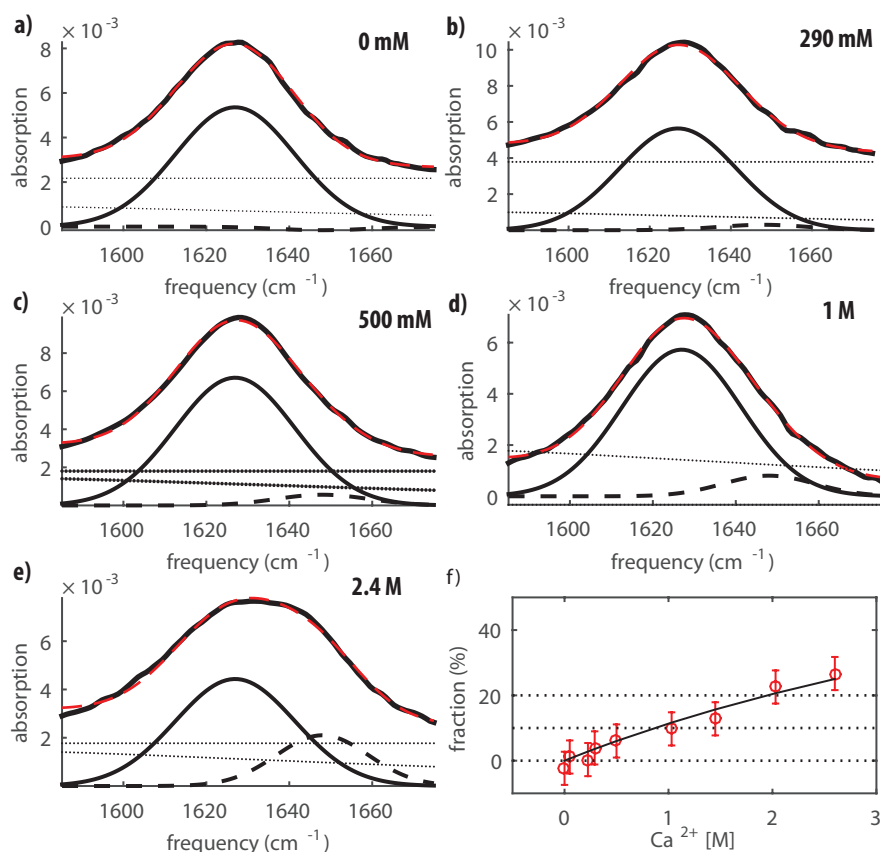 a)
× 10 -3
0 mM
8
6
4
2
0
absorption
1600
1620
1640
1660
frequency (cm -1)
b)
× 10 -3
290 mM
10
8
6
4
2
absorption
1600
1620
1640
1660
frequency (cm -1)
c)
× 10 -3
500 mM
8
6
4
2
absorption
1600
1620
1640
1660
frequency (cm -1)
d)
× 10 -3
1 M
6
4
2
0
absorption
1600
1620
1640
1660
frequency (cm -1)
e)
× 10 -3
2.4 M
6
4
2
absorption
1600
1620
1640
1660
frequency (cm -1)
f)
40
20
0
fraction (%)
0
1
2
3
Ca 2+ [M]